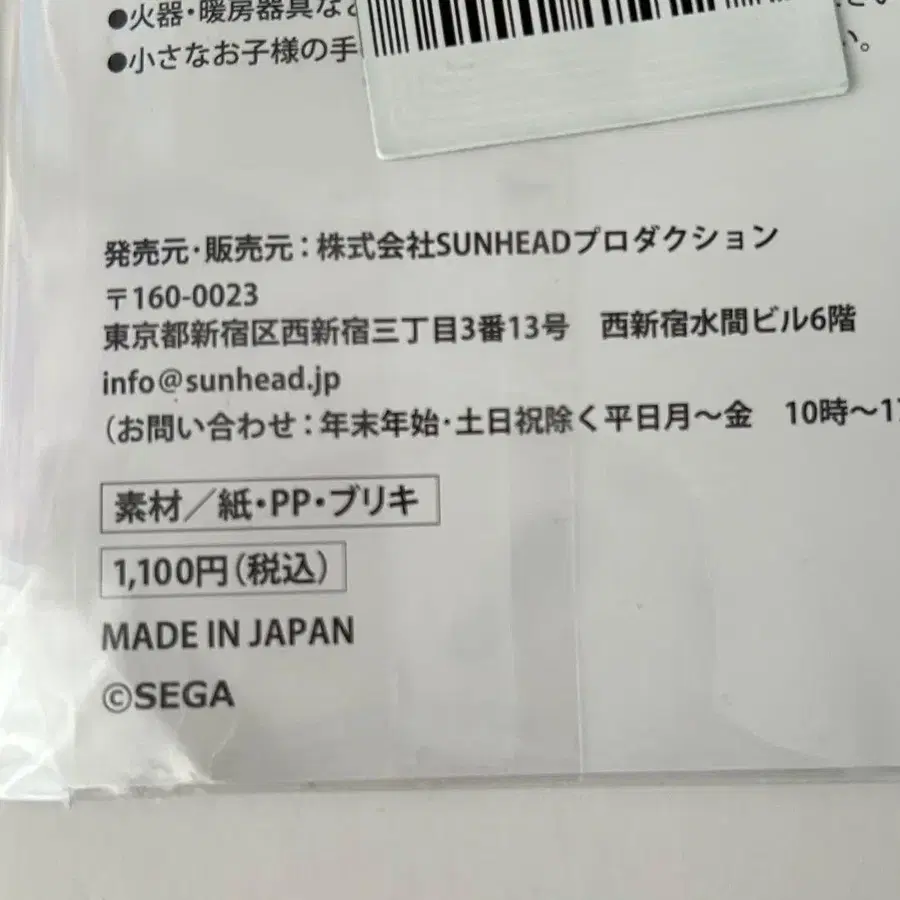 ●火器・暖房器具など
●小さなお子様の手 い。
発売元・販売元：株式会社SUNHEADプロダクション
〒160-0023
東京都新宿区西新宿三丁目3番13号　西新宿水間ビル6階
info@sunhead.jp
（お問い合わせ：年末年始・土日祝除く平日月～金　10時～17
素材／紙・PP・ブリキ
1,100円（税込）
MADE IN JAPAN
©SEGA